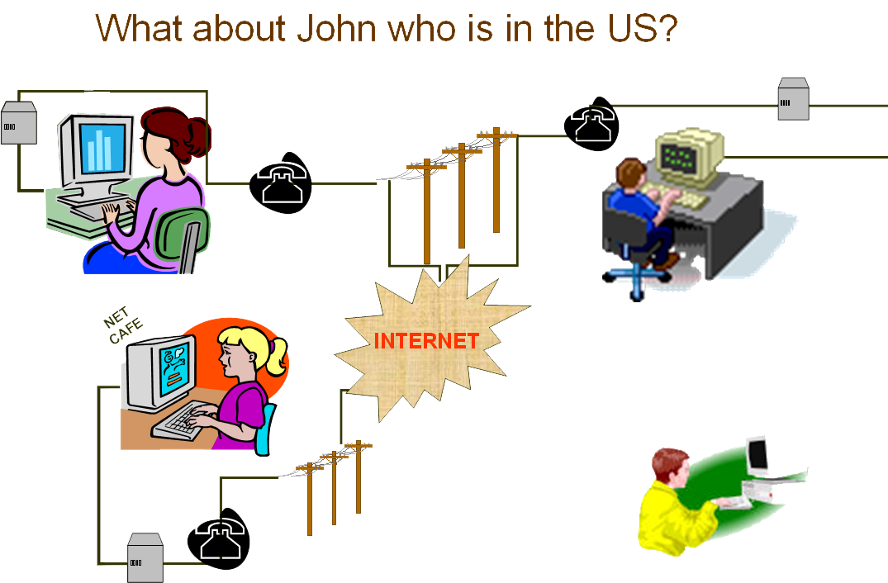 What about John who is in the US?
NET
CAFE
INTERNET